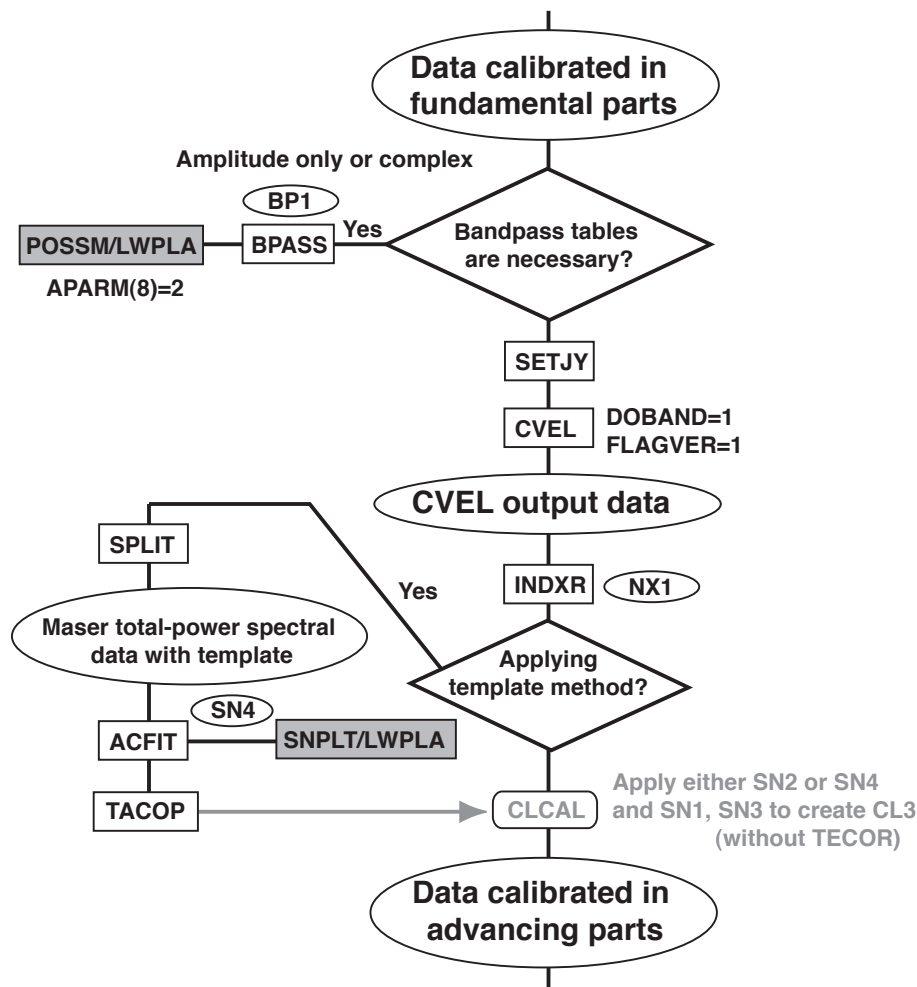 Data calibrated in
fundamental parts
Amplitude only or complex
BP1
Yes
POSSM/LWPLA
BPASS
Bandpass tables
are necessary?
APARM(8)=2
SETJY
CVEL
DOBAND=1
FLAGVER=1
CVEL output data
SPLIT
Yes
INDXR
NX1
Maser total-power spectral
data with template
Applying
template method?
SN4
ACFIT
SNPLT/LWPLA
TACOP
CLCAL
Apply either SN2 or SN4
and SN1, SN3 to create CL3
(without TECOR)
Data calibrated in
advancing parts